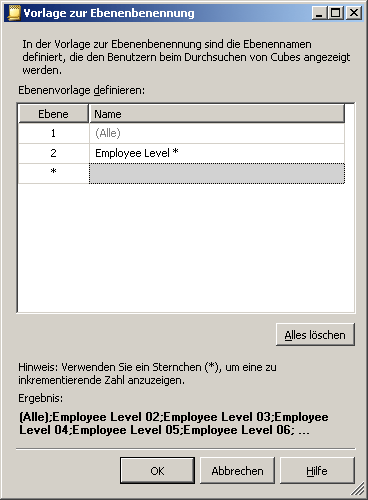 Vorlage zur Ebenenbenennung
In der Vorlage zur Ebenenbenennung sind die Ebenennamen
definiert, die den Benutzern beim Durchsuchen von Cubes angezeigt
werden.
Ebenenvorlage definieren:
Ebene Name
1 (Alle)
2 Employee Level *
*
Alles löschen
Hinweis: Verwenden Sie ein Sternchen (*), um eine zu
inkrementierende Zahl anzuzeigen.
Ergebnis:
(Alle);Employee Level 02;Employee Level 03;Employee
Level 04;Employee Level 05;Employee Level 06; ...
OK Abbrechen Hilfe